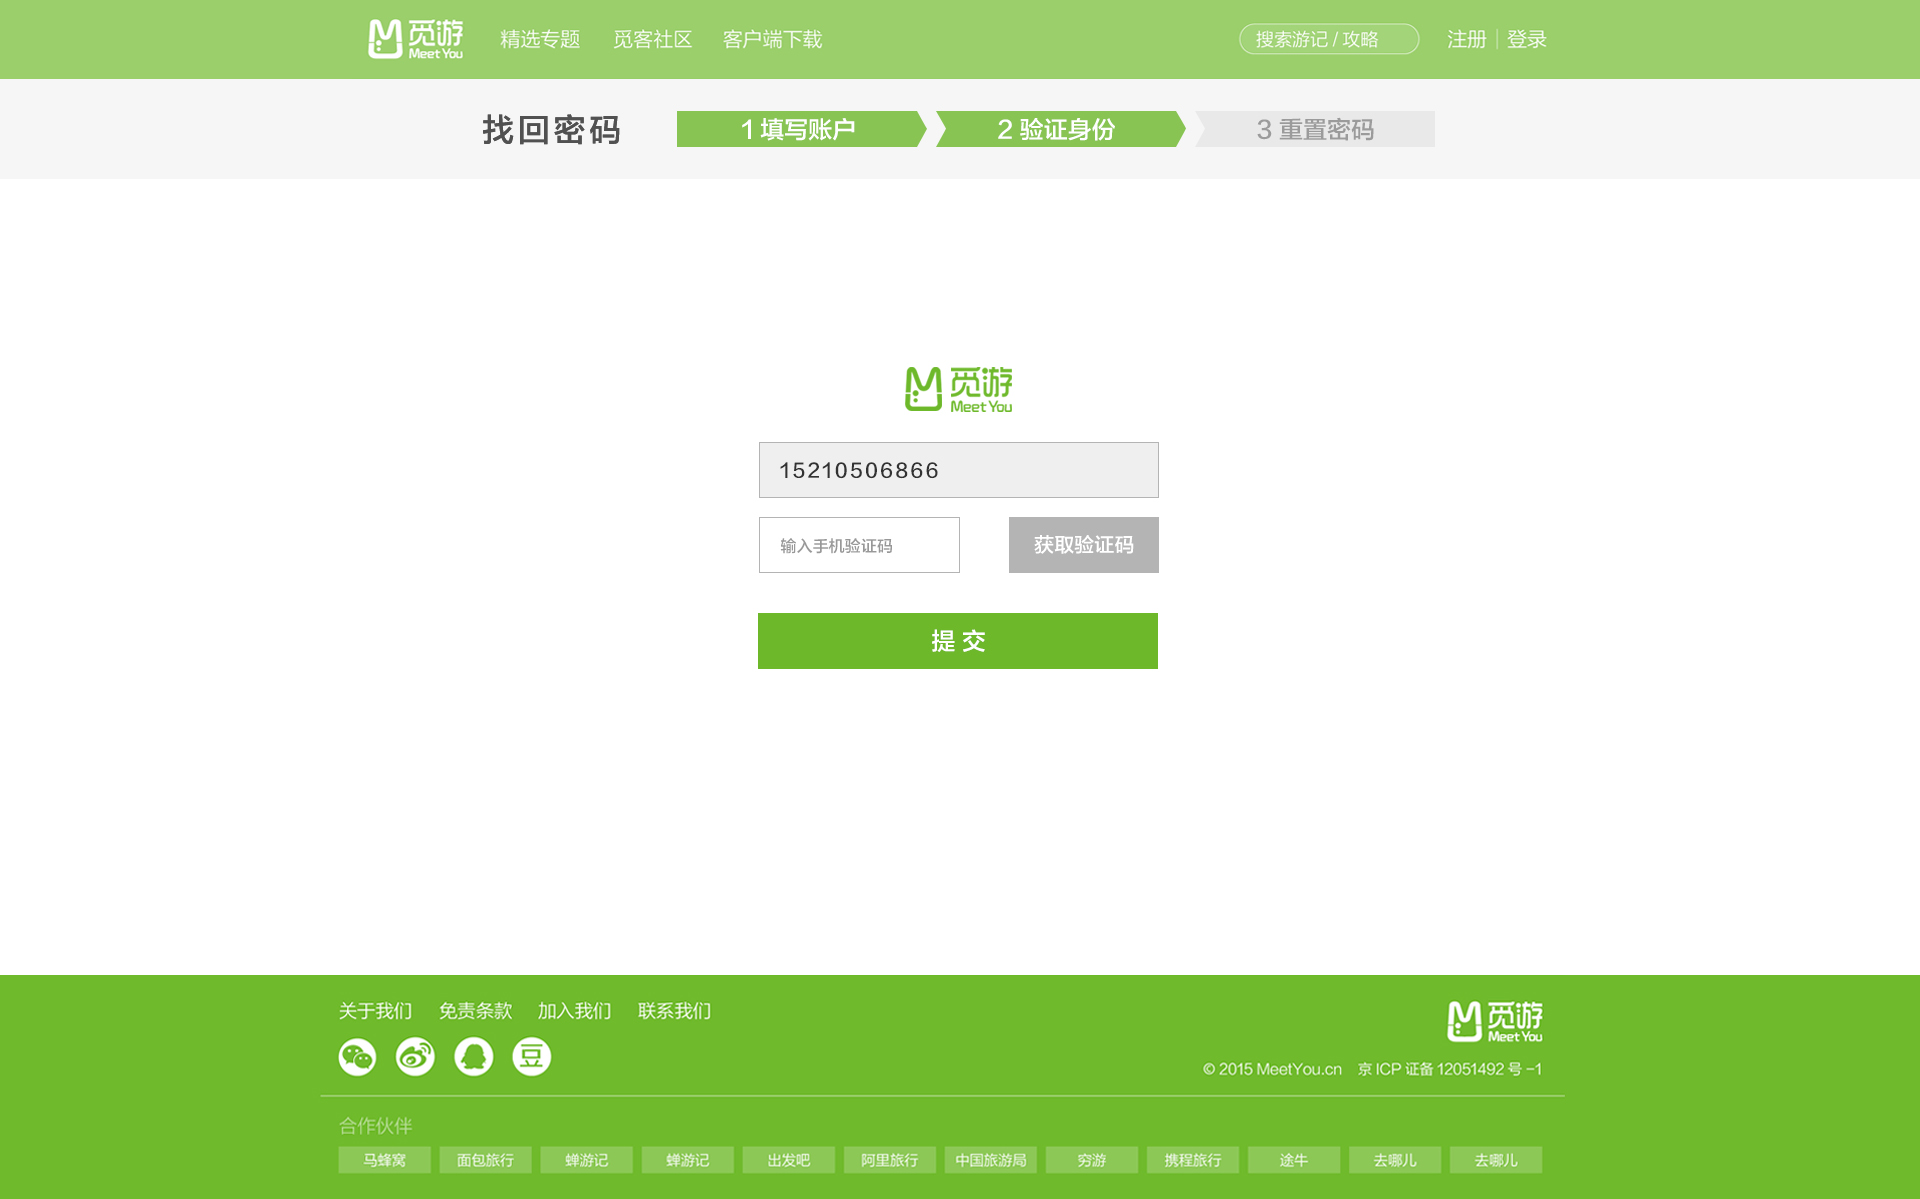 觅游 Meet You 精选专题 觅客社区 客户端下载 搜索游记 / 攻略 注册 | 登录
找回密码 1 填写账户 2 验证身份 3 重置密码
觅游
Meet You
15210506866
输入手机验证码 获取验证码
提 交
关于我们 免责条款 加入我们 联系我们
觅游
Meet You
豆
© 2015 MeetYou.cn 京 ICP 证备 12051492 号 -1
合作伙伴
马蜂窝 面包旅行 蝉游记 蝉游记 出发吧 阿里旅行 中国旅游局 穷游 携程旅行 途牛 去哪儿 去哪儿